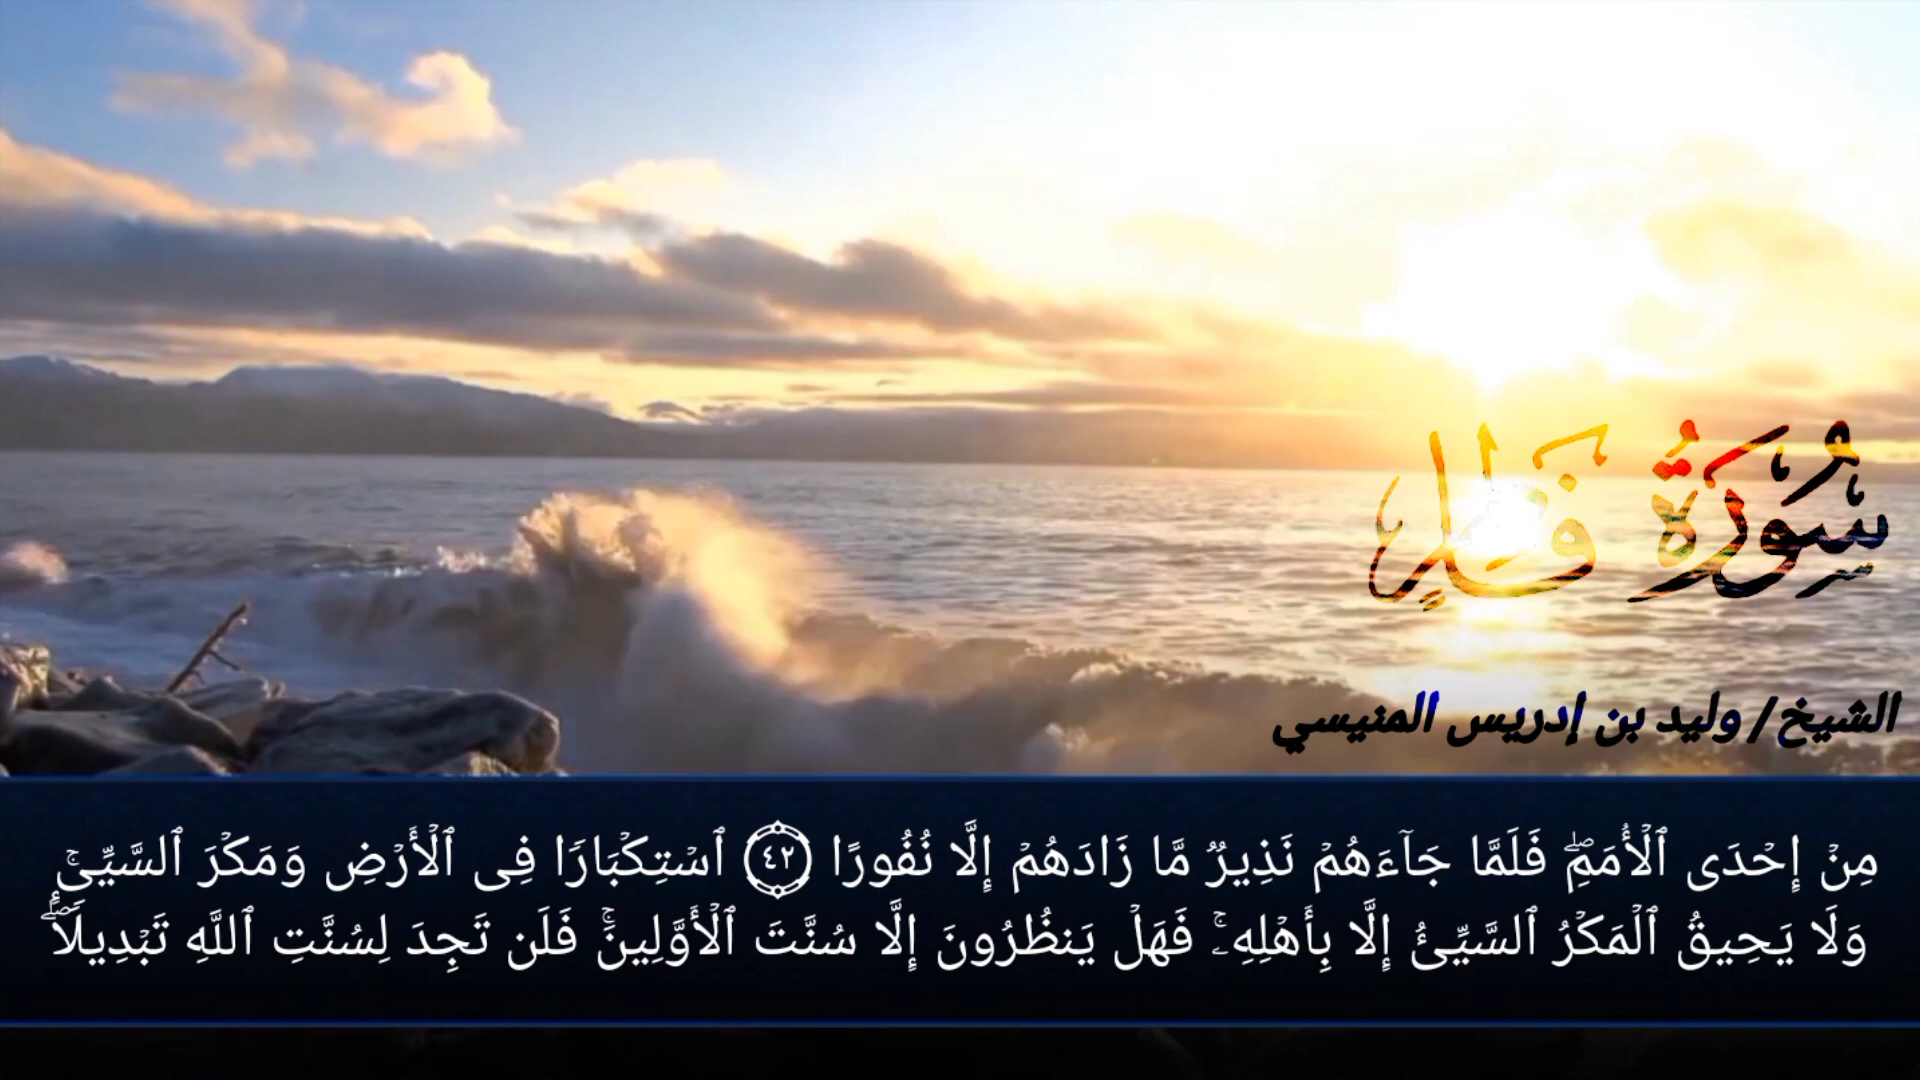 سُورَةُ فَاطِرٍ
الشيخ / وليد بن إدريس المنيسي
مِنۡ إِحۡدَى ٱلۡأُمَمِۖ فَلَمَّا جَآءَهُمۡ نَذِيرٞ مَّا زَادَهُمۡ إِلَّا نُفُورًا ٤٢ ٱسۡتِكۡبَارٗا فِي ٱلۡأَرۡضِ وَمَكۡرَ ٱلسَّيِّيِٕۚ
وَلَا يَحِيقُ ٱلۡمَكۡرُ ٱلسَّيِّئُ إِلَّا بِأَهۡلِهِۦۚ فَهَلۡ يَنظُرُونَ إِلَّا سُنَّتَ ٱلۡأَوَّلِينَۚ فَلَن تَجِدَ لِسُنَّتِ ٱللَّهِ تَبۡدِيلٗاۖ